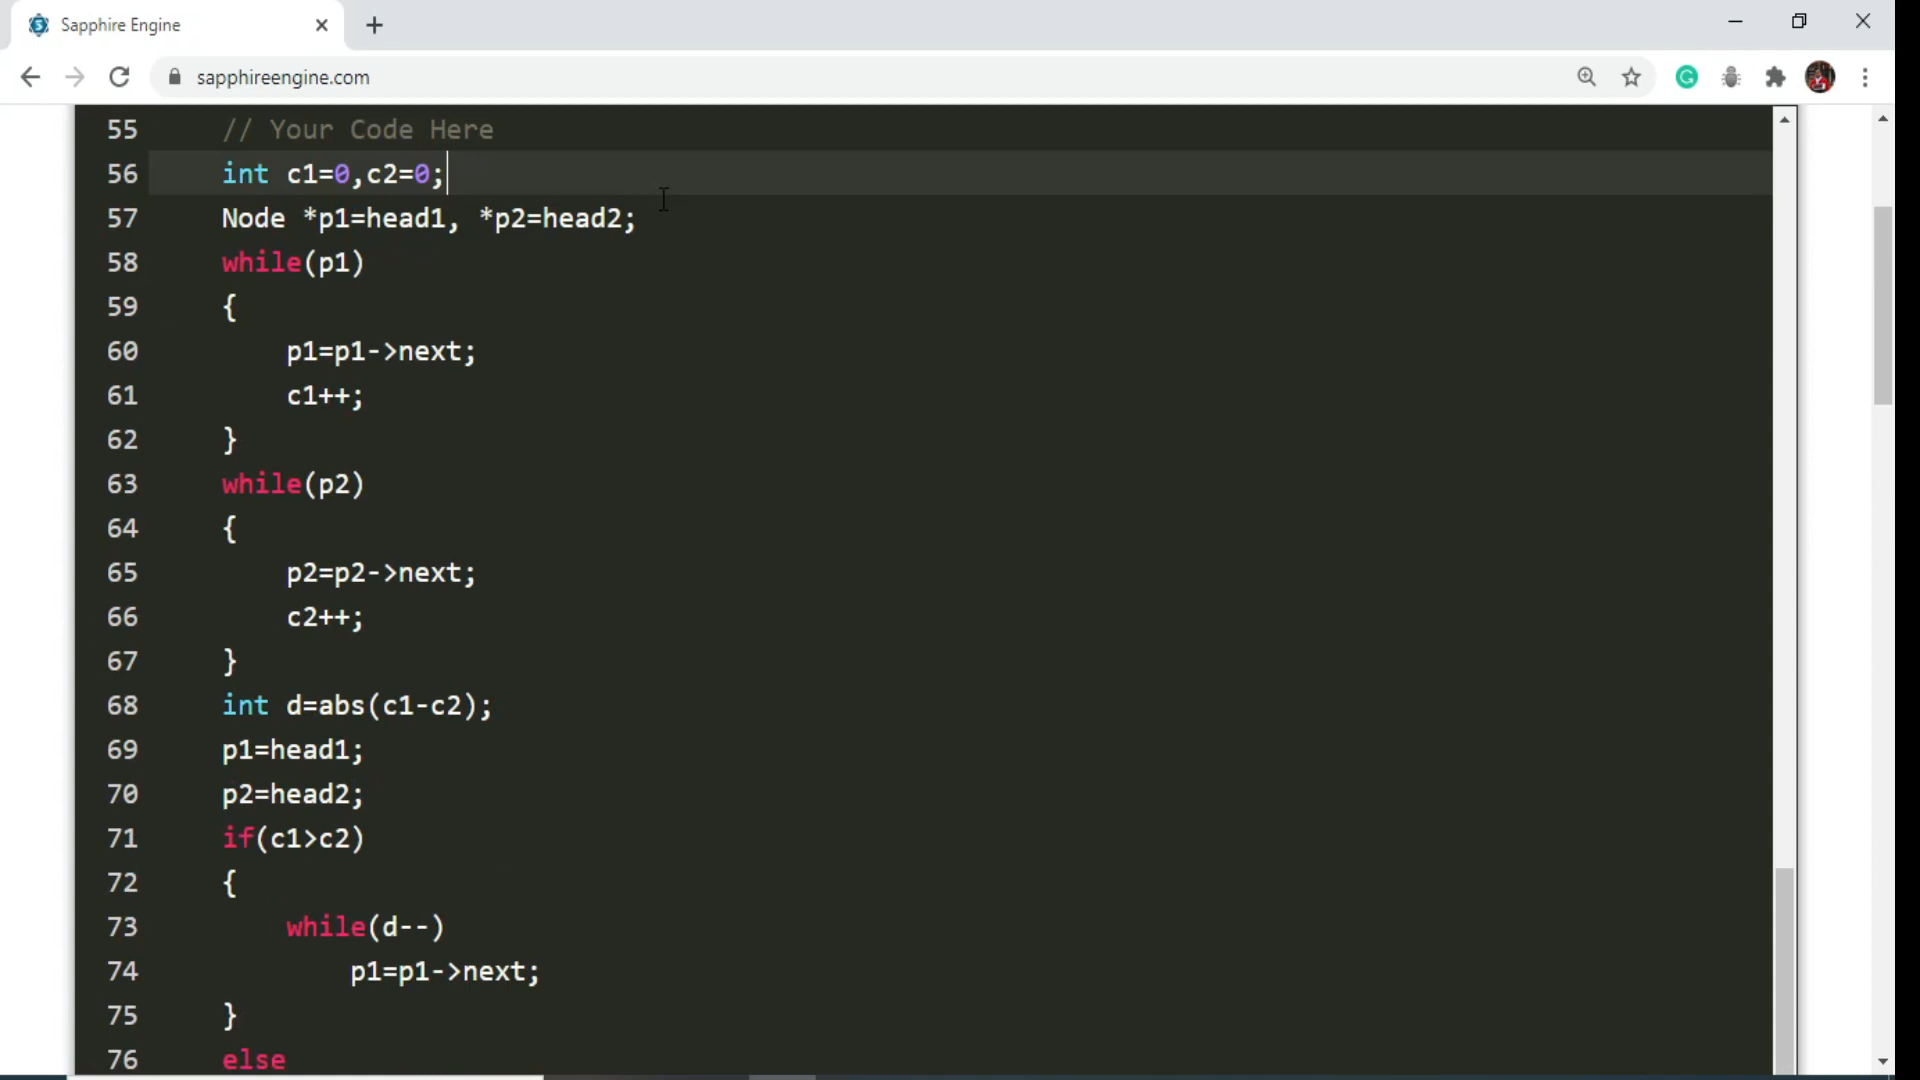 Sapphire Engine
sapphireengine.com
55 // Your Code Here
56 int c1=0,c2=0;
57 Node *p1=head1, *p2=head2;
58 while(p1)
59 {
60 p1=p1->next;
61 c1++;
62 }
63 while(p2)
64 {
65 p2=p2->next;
66 c2++;
67 }
68 int d=abs(c1-c2);
69 p1=head1;
70 p2=head2;
71 if(c1>c2)
72 {
73 while(d--)
74 p1=p1->next;
75 }
76 else